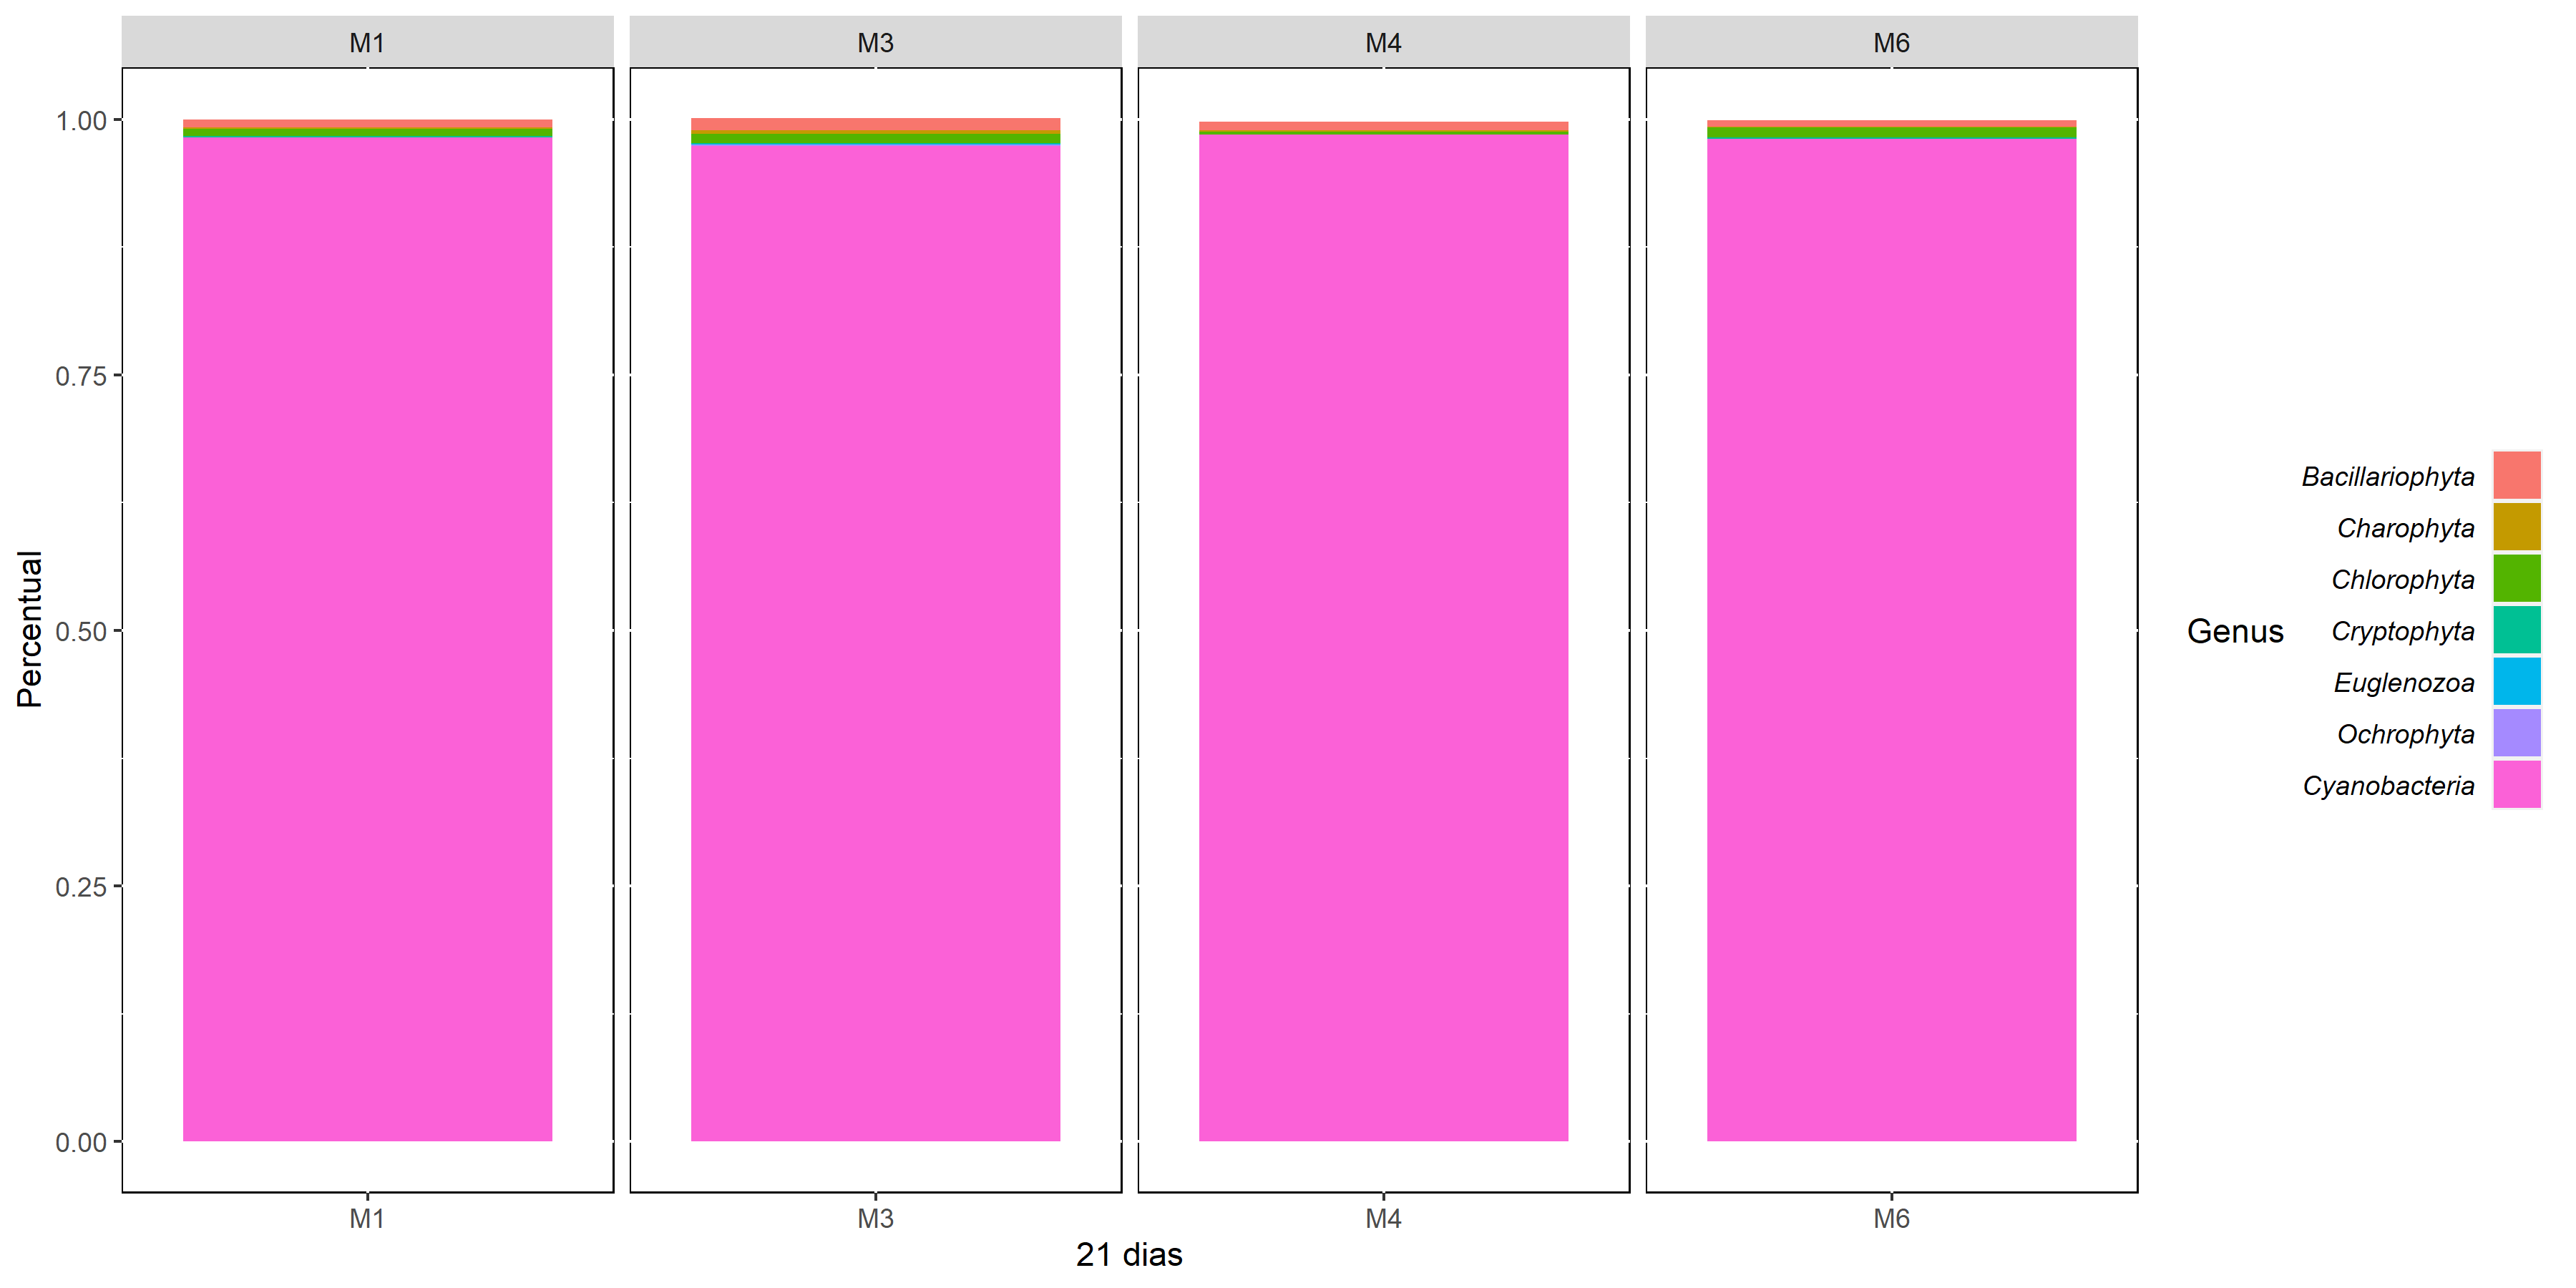 M1 M3 M4 M6
1.00
0.75
0.50
0.25
0.00
Percentual
M1 M3 M4 M6
21 dias
Genus
Bacillariophyta
Charophyta
Chlorophyta
Cryptophyta
Euglenozoa
Ochrophyta
Cyanobacteria